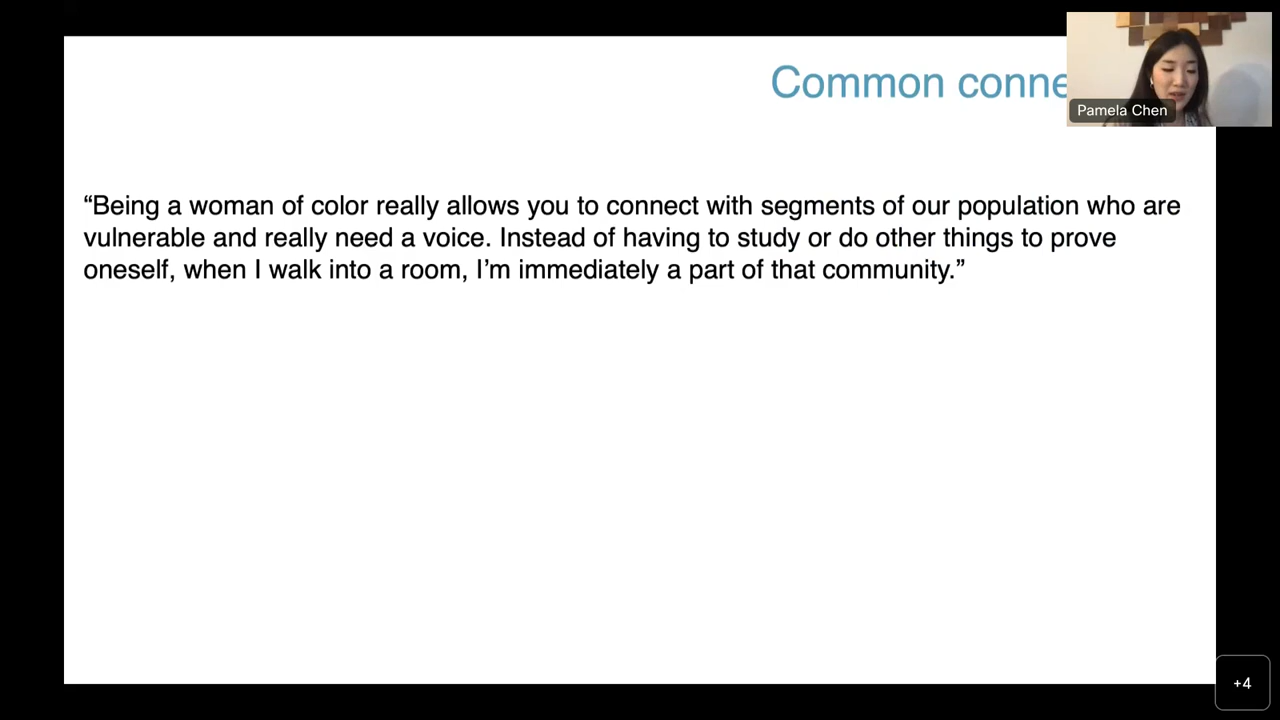 Common conne
Pamela Chen
“Being a woman of color really allows you to connect with segments of our population who are
vulnerable and really need a voice. Instead of having to study or do other things to prove
oneself, when I walk into a room, I’m immediately a part of that community.”
+4